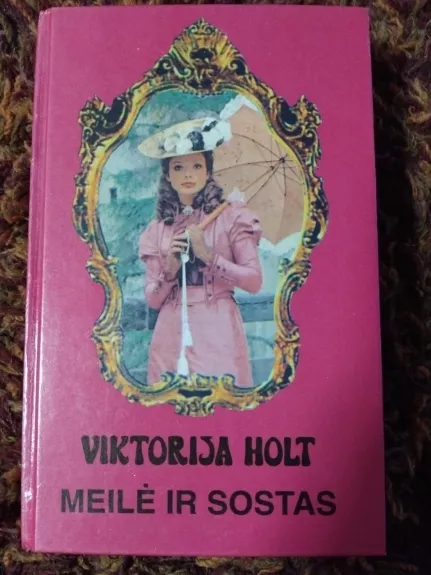 VIKTORIJA HOLT
MEILĖ IR SOSTAS